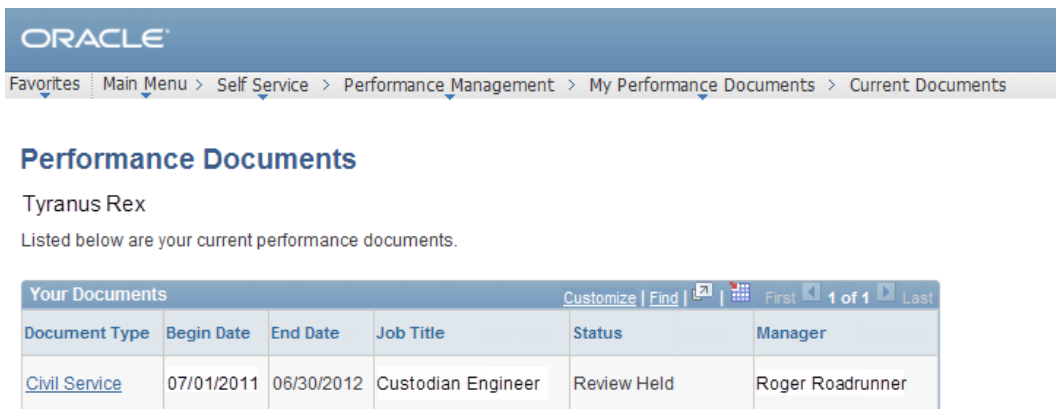 ORACLE
Favorites Main Menu > Self Service > Performance Management > My Performance Documents > Current Documents
Performance Documents
Tyranus Rex
Listed below are your current performance documents.
Your Documents Customize | Find | | First 1 of 1 Last
Document Type Begin Date End Date Job Title Status Manager
Civil Service 07/01/2011 06/30/2012 Custodian Engineer Review Held Roger Roadrunner